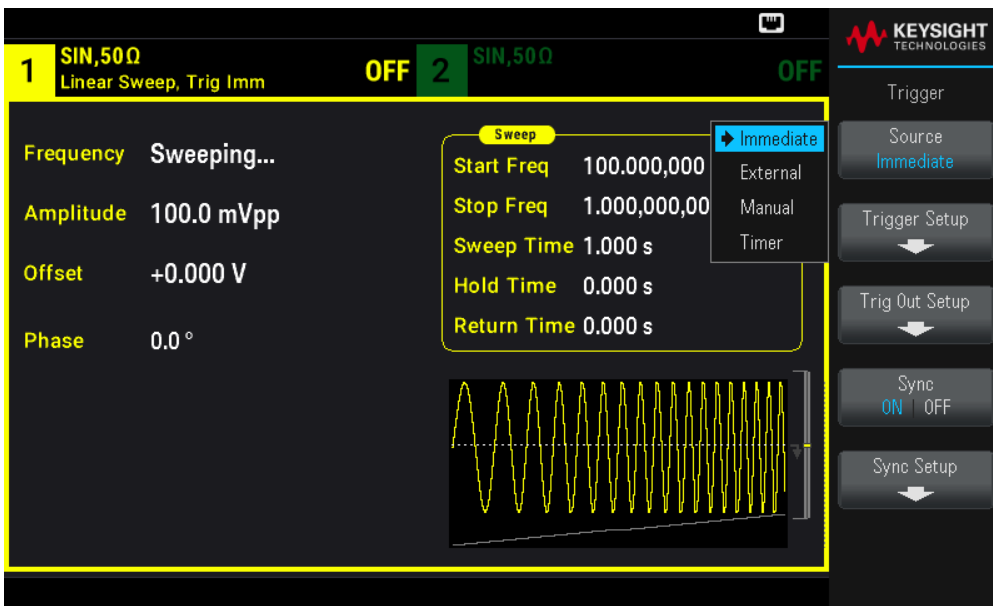 KEYSIGHT
TECHNOLOGIES
1
SIN,50Ω
Linear Sweep, Trig Imm
OFF
2
SIN,50Ω
OFF
Frequency Sweeping...
Amplitude 100.0 mVpp
Offset +0.000 V
Phase 0.0 °
Sweep
Start Freq 100.000,000
Stop Freq 1.000,000,00
Sweep Time 1.000 s
Hold Time 0.000 s
Return Time 0.000 s
Immediate
External
Manual
Timer
Trigger
Source
Immediate
Trigger Setup
Trig Out Setup
Sync
ON | OFF
Sync Setup